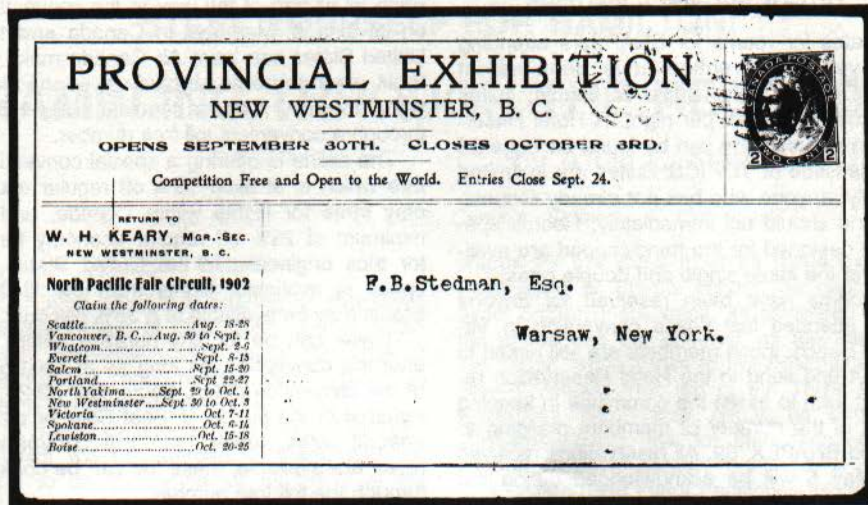 PROVINCIAL EXHIBITION
NEW WESTMINSTER, B. C.
OPENS SEPTEMBER 30TH. CLOSES OCTOBER 3RD.
Competition Free and Open to the World. Entries Close Sept. 24.
CANADA POSTAGE
2 TWO CENTS 2
RETURN TO
W. H. KEARY, MGR.-SEC.
NEW WESTMINSTER, B. C.
North Pacific Fair Circuit, 1902
Claim the following dates:
Seattle Aug. 18-28
Vancouver, B. C. Aug. 30 to Sept. 1
Whatcom Sept. 2-6
Everett Sept. 8-13
Salem Sept. 15-20
Portland Sept 22-27
North Yakima Sept. 29 to Oct. 4
New Westminster Sept. 30 to Oct. 3
Victoria Oct. 7-11
Spokane Oct. 6-14
Lewiston Oct. 15-18
Boise Oct. 20-25
F.B.Stedman, Esq.
Warsaw, New York.